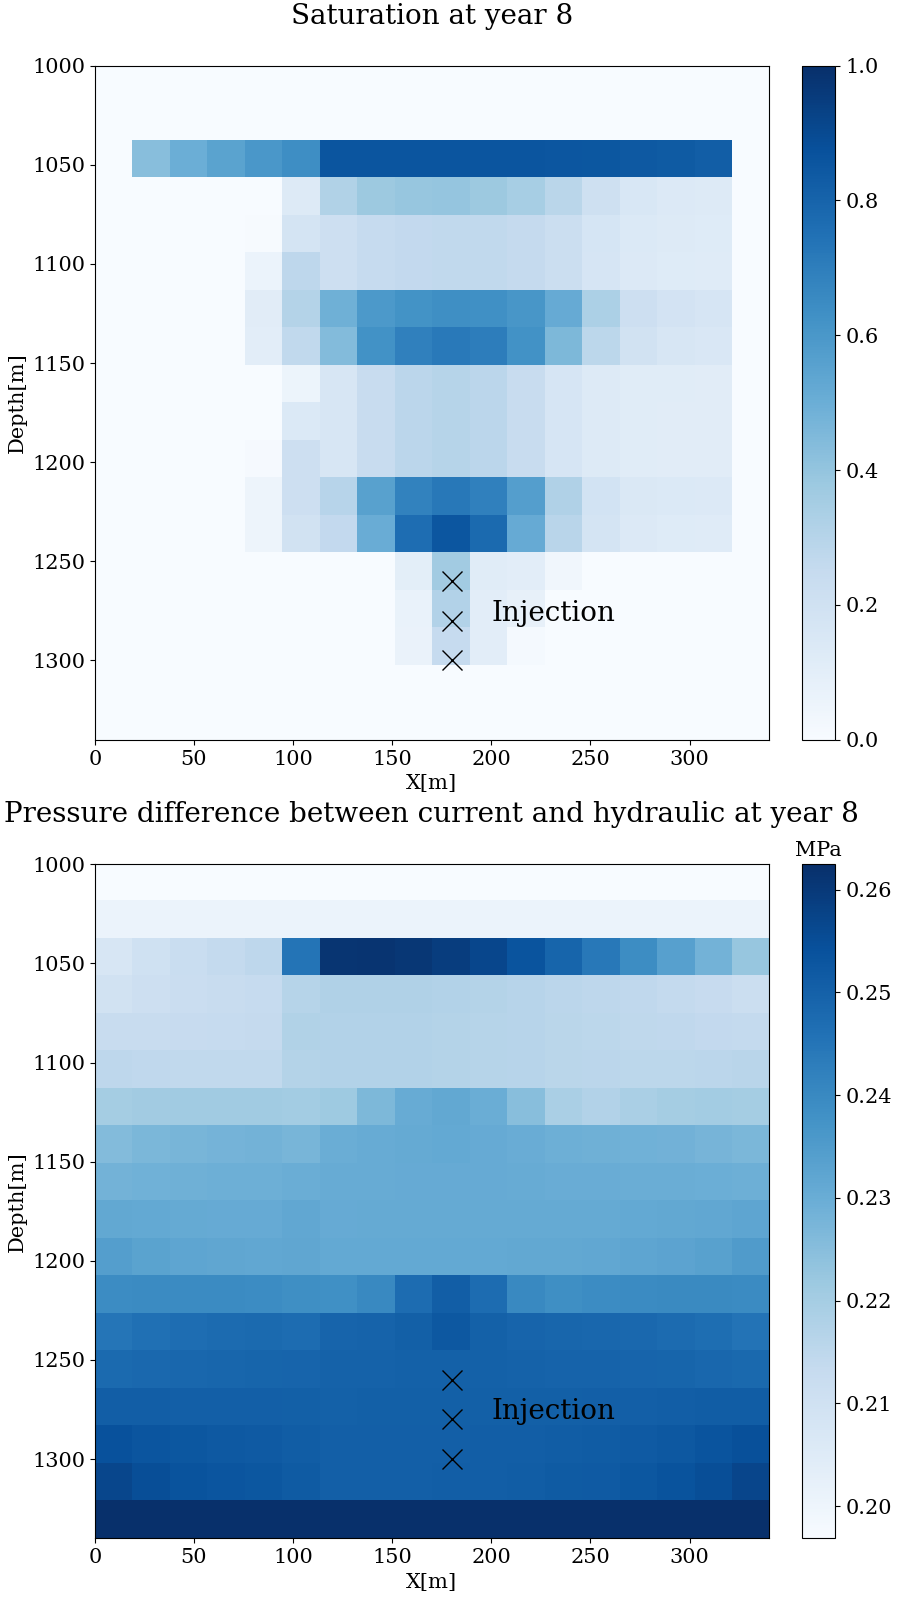 Saturation at year 8
1000
1050
1100
1150
1200
1250
1300
Depth[m]
Injection
0 50 100 150 200 250 300
X[m]
1.0
0.8
0.6
0.4
0.2
0.0
Pressure difference between current and hydraulic at year 8
MPa
1000
1050
1100
1150
1200
1250
1300
Depth[m]
Injection
0 50 100 150 200 250 300
X[m]
0.26
0.25
0.24
0.23
0.22
0.21
0.20